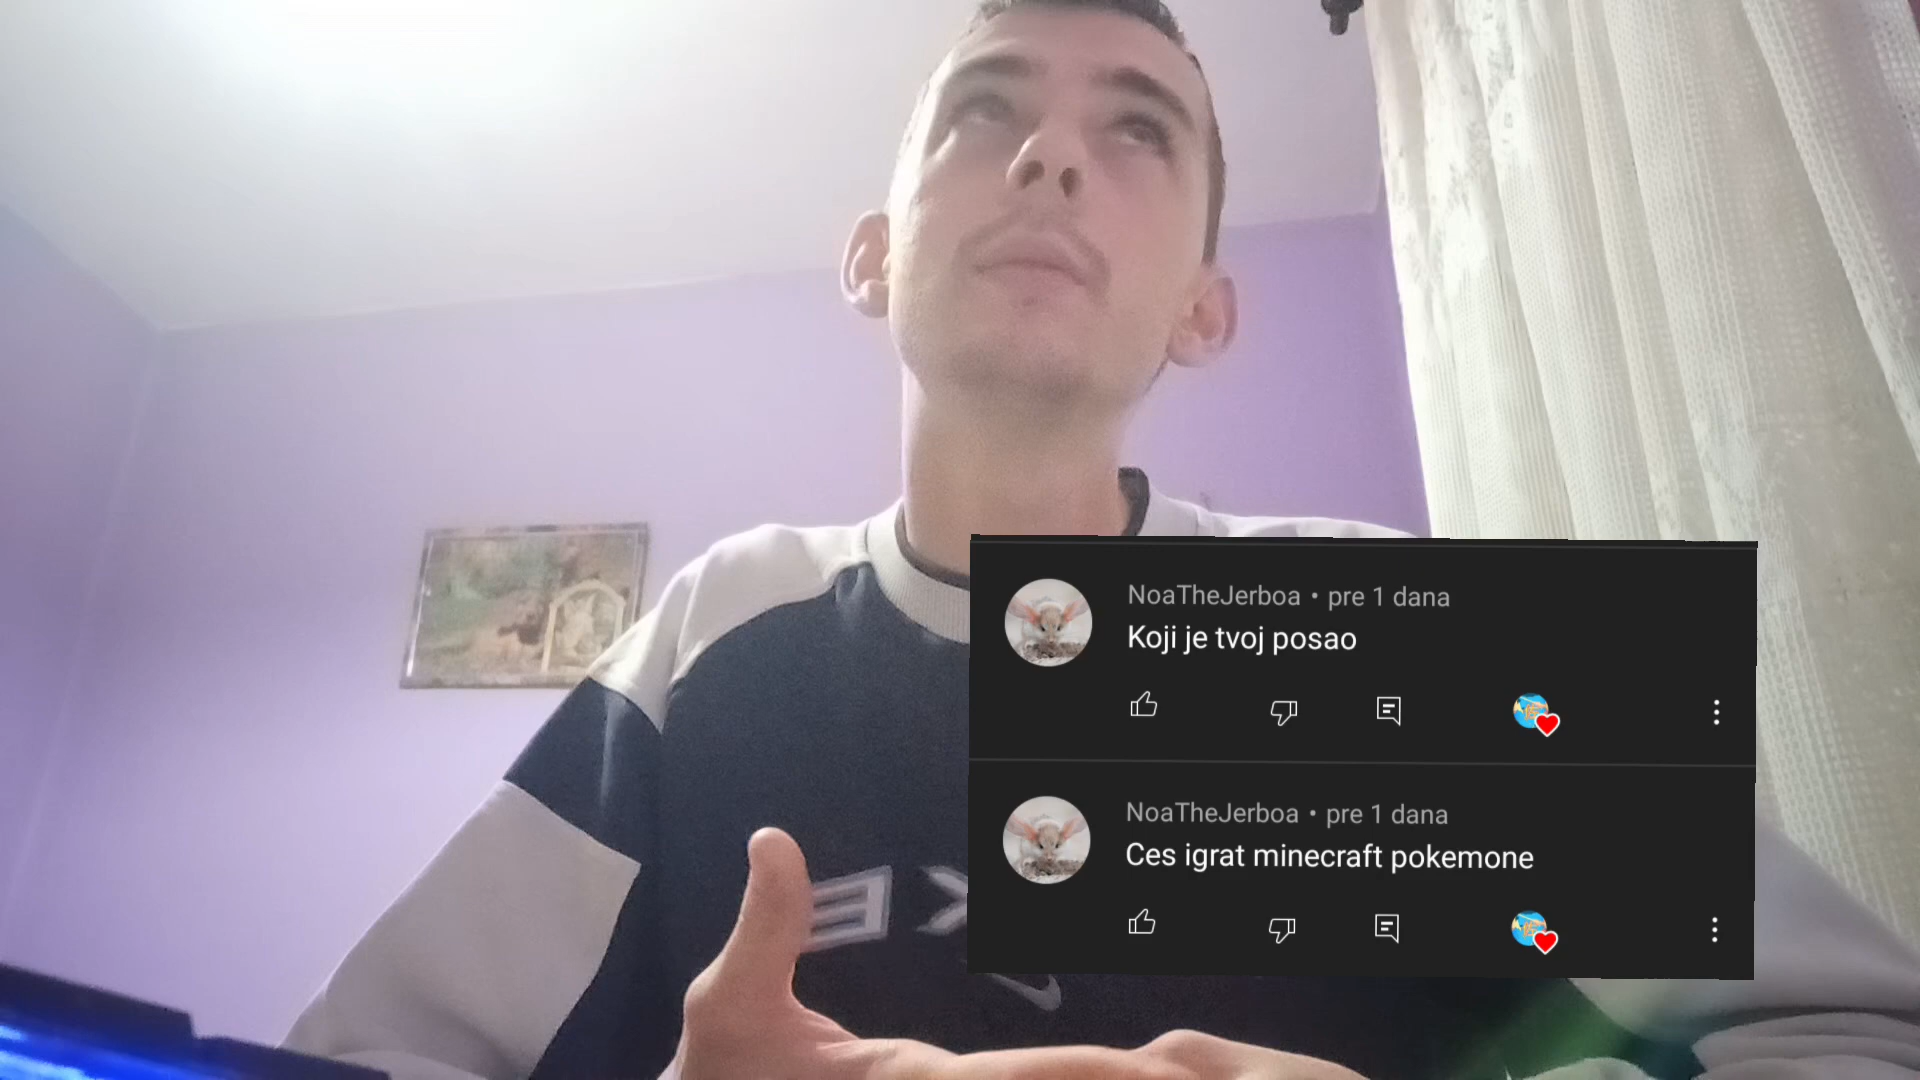 NoaTheJerboa • pre 1 dana
Koji je tvoj posao
NoaTheJerboa • pre 1 dana
Ces igrat minecraft pokemone